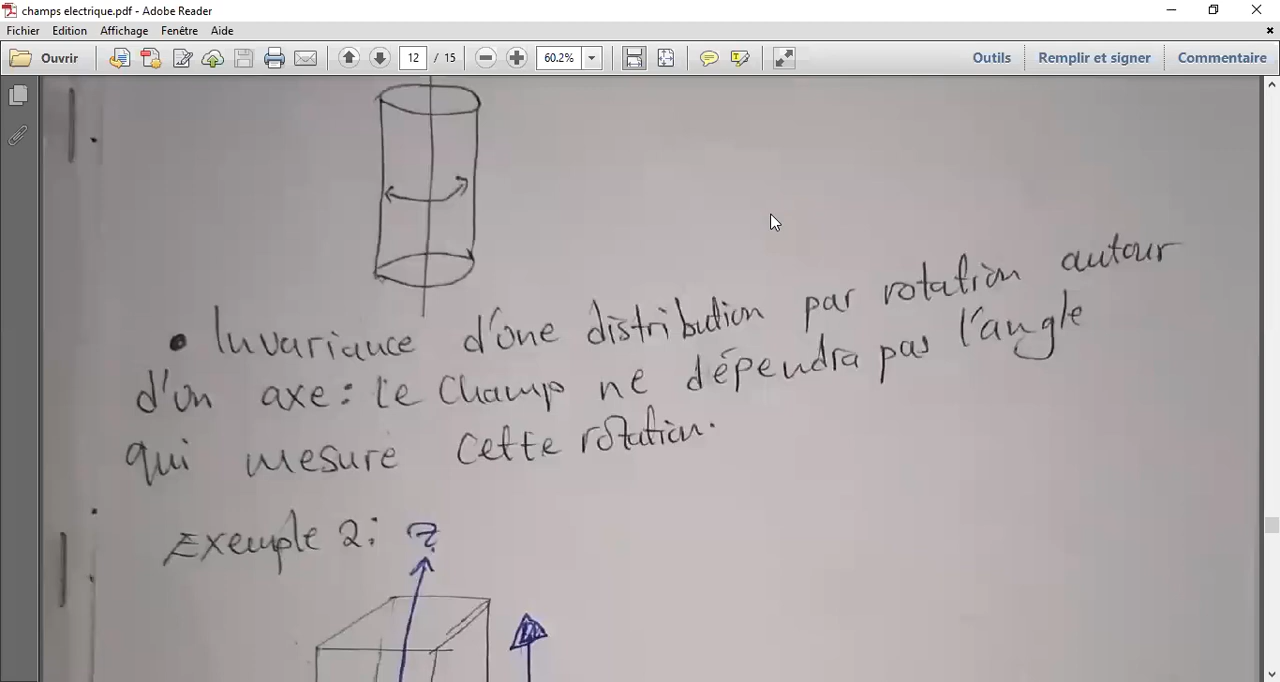 champs electrique.pdf - Adobe Reader
Fichier Edition Affichage Fenêtre Aide
Ouvrir 12 / 15 60.2% Outils Remplir et signer Commentaire
• Invariance d'une distribution par rotation autour
d'un axe : le champ ne dépendra pas l'angle
qui mesure cette rotation.
Exemple 2 : z